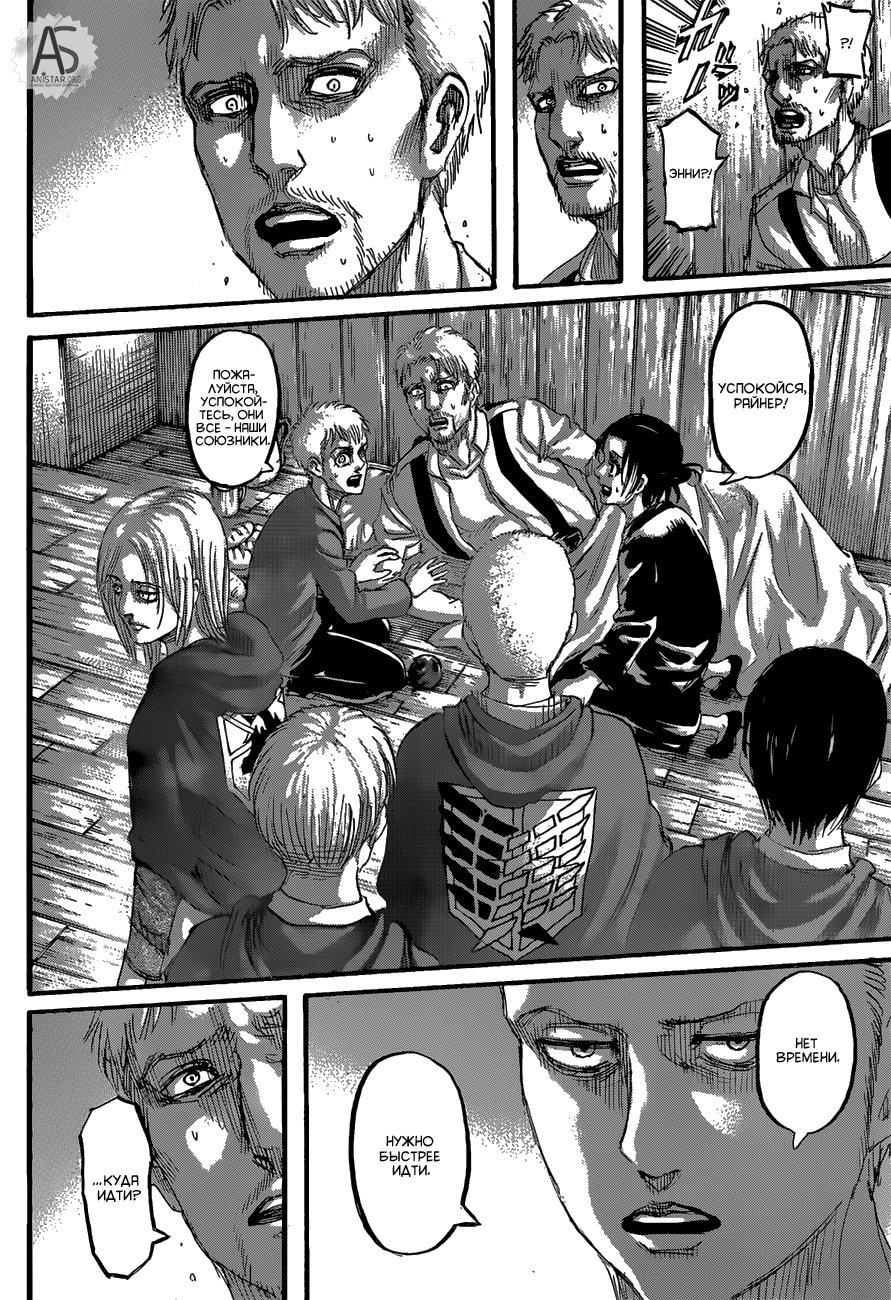 AS
ANISTAR.ORG
?!
ЭННИ?!
УСПОКОЙСЯ,
РАЙНЕР!
ПОЖА-
ЛУЙСТА,
УСПОКОЙ-
ТЕСЬ, ОНИ
ВСЕ - НАШИ
СОЮЗНИКИ.
НЕТ
ВРЕМЕНИ.
НУЖНО
БЫСТРЕЕ
ИДТИ.
...КУДА
ИДТИ?